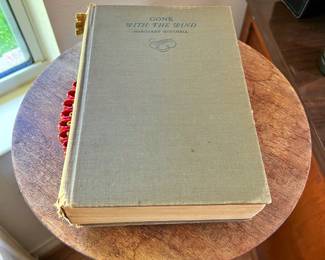 GONE
WITH THE WIND
MARGARET MITCHELL